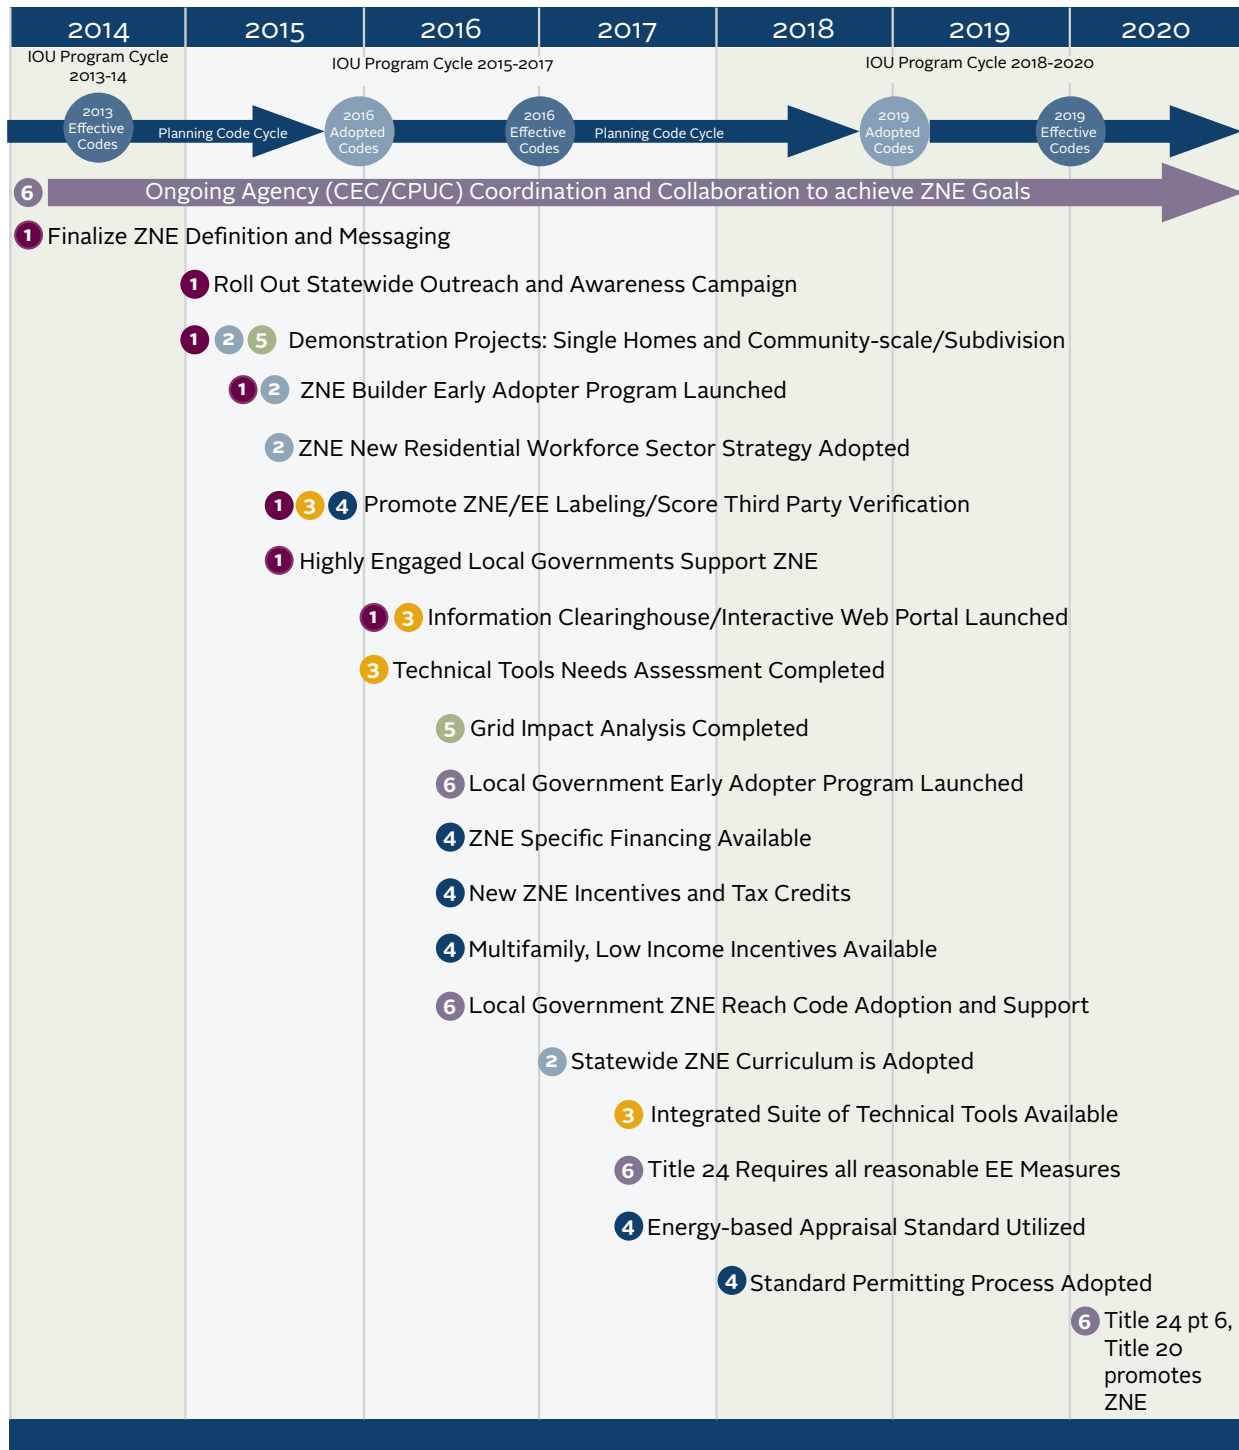 2014 2015 2016 2017 2018 2019 2020
IOU Program Cycle
2013-14
IOU Program Cycle 2015-2017
IOU Program Cycle 2018-2020
2013
Effective
Codes
Planning Code Cycle
2016
Adopted
Codes
2016
Effective
Codes
Planning Code Cycle
2019
Adopted
Codes
2019
Effective
Codes
6 Ongoing Agency (CEC/CPUC) Coordination and Collaboration to achieve ZNE Goals
1 Finalize ZNE Definition and Messaging
1 Roll Out Statewide Outreach and Awareness Campaign
1 2 5 Demonstration Projects: Single Homes and Community-scale/Subdivision
1 2 ZNE Builder Early Adopter Program Launched
2 ZNE New Residential Workforce Sector Strategy Adopted
1 3 4 Promote ZNE/EE Labeling/Score Third Party Verification
1 Highly Engaged Local Governments Support ZNE
1 3 Information Clearinghouse/Interactive Web Portal Launched
3 Technical Tools Needs Assessment Completed
5 Grid Impact Analysis Completed
6 Local Government Early Adopter Program Launched
4 ZNE Specific Financing Available
4 New ZNE Incentives and Tax Credits
4 Multifamily, Low Income Incentives Available
6 Local Government ZNE Reach Code Adoption and Support
2 Statewide ZNE Curriculum is Adopted
3 Integrated Suite of Technical Tools Available
6 Title 24 Requires all reasonable EE Measures
4 Energy-based Appraisal Standard Utilized
4 Standard Permitting Process Adopted
6 Title 24 pt 6,
Title 20
promotes
ZNE